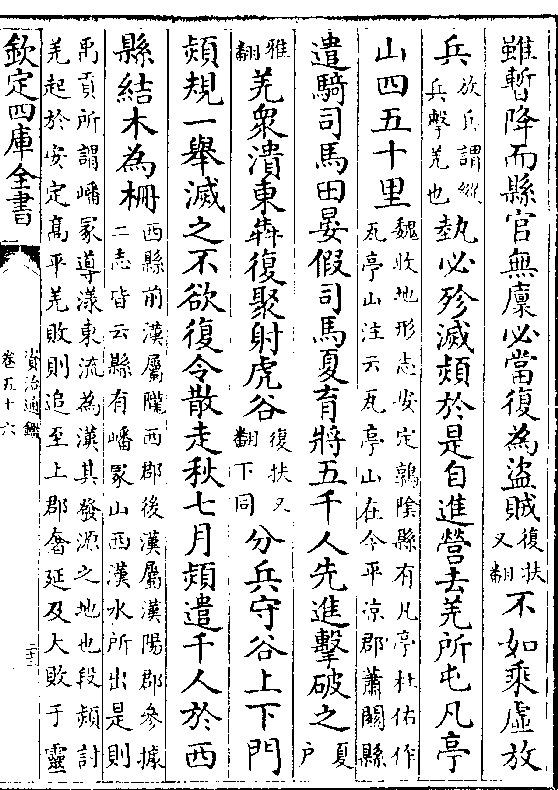 雖暫降而縣官無廩必當復為盜賊復扶又翻不如乘虛放
兵放兵謂縱兵擊羌也埶必殄滅熲於是自進營去羌所屯凡亭
山四五十里魏收地形志安定鶉隂縣有凡亭杜佑作瓦亭山注云瓦亭山在今平涼郡蕭關縣
遣騎司馬田晏假司馬夏育將五千人先進擊破之夏戶
雅翻羌衆潰東犇復聚射虎谷復扶又翻下同分兵守谷上下門
熲規一舉滅之不欲復令散走秋七月熲遣千人於西
縣結木為柵西縣前漢屬隴西郡後漢屬漢陽郡參據二志皆云縣有嶓冢山西漢水所出是則
禹貢所謂嶓冢導漾東流為漢其發源之地也段熲討羌起於安定高平羌敗則追至上郡奢延及大敗于靈
欽定四庫全書
資治通鑑
卷五十六